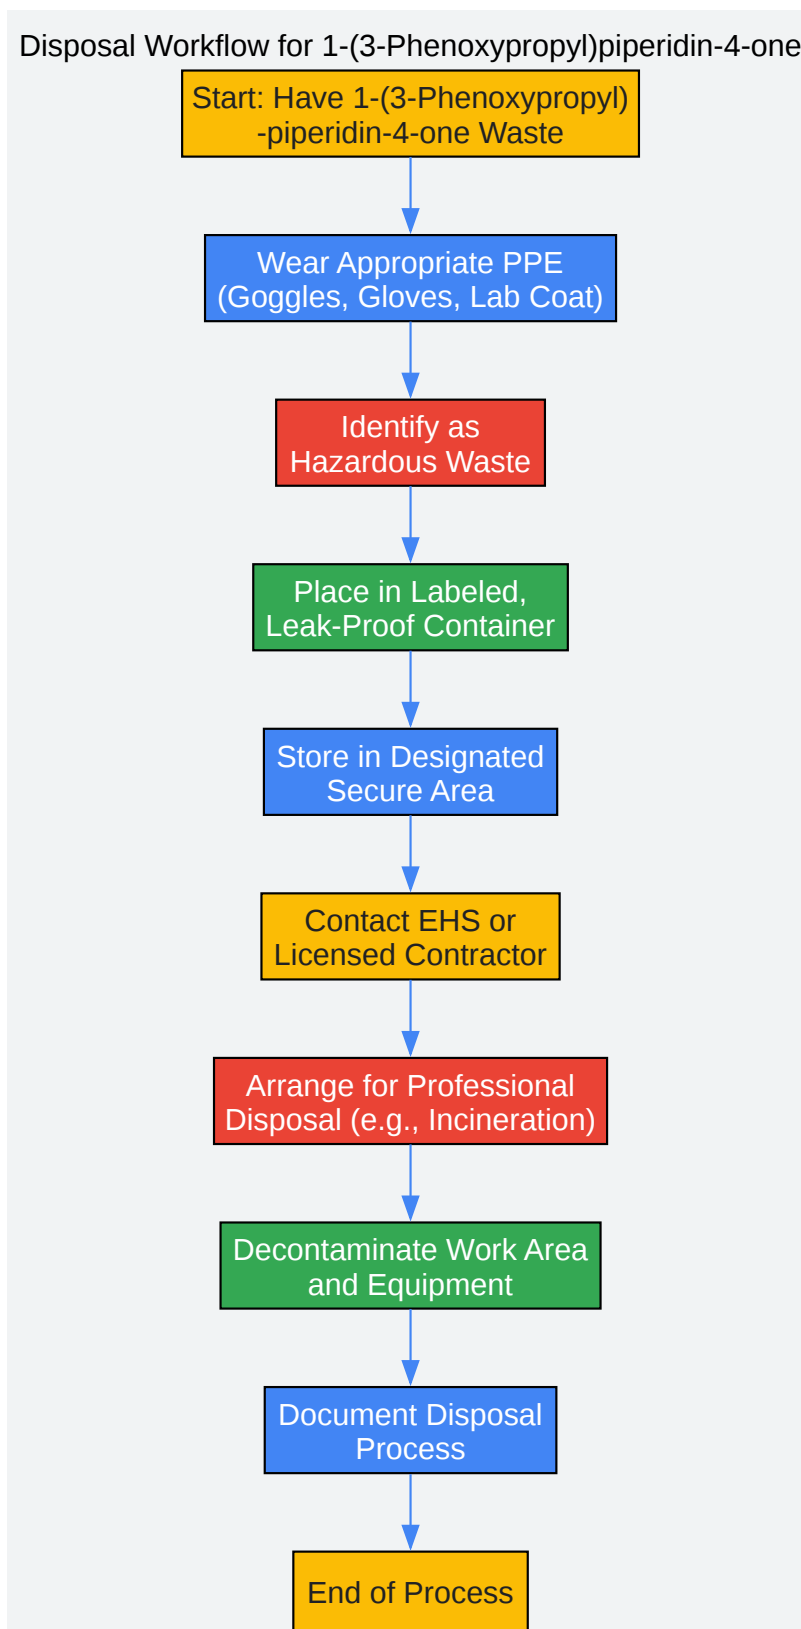 Disposal Workflow for 1-(3-Phenoxypropyl)piperidin-4-one
Start: Have 1-(3-Phenoxypropyl)
-piperidin-4-one Waste
Wear Appropriate PPE
(Goggles, Gloves, Lab Coat)
Identify as
Hazardous Waste
Place in Labeled,
Leak-Proof Container
Store in Designated
Secure Area
Contact EHS or
Licensed Contractor
Arrange for Professional
Disposal (e.g., Incineration)
Decontaminate Work Area
and Equipment
Document Disposal
Process
End of Process